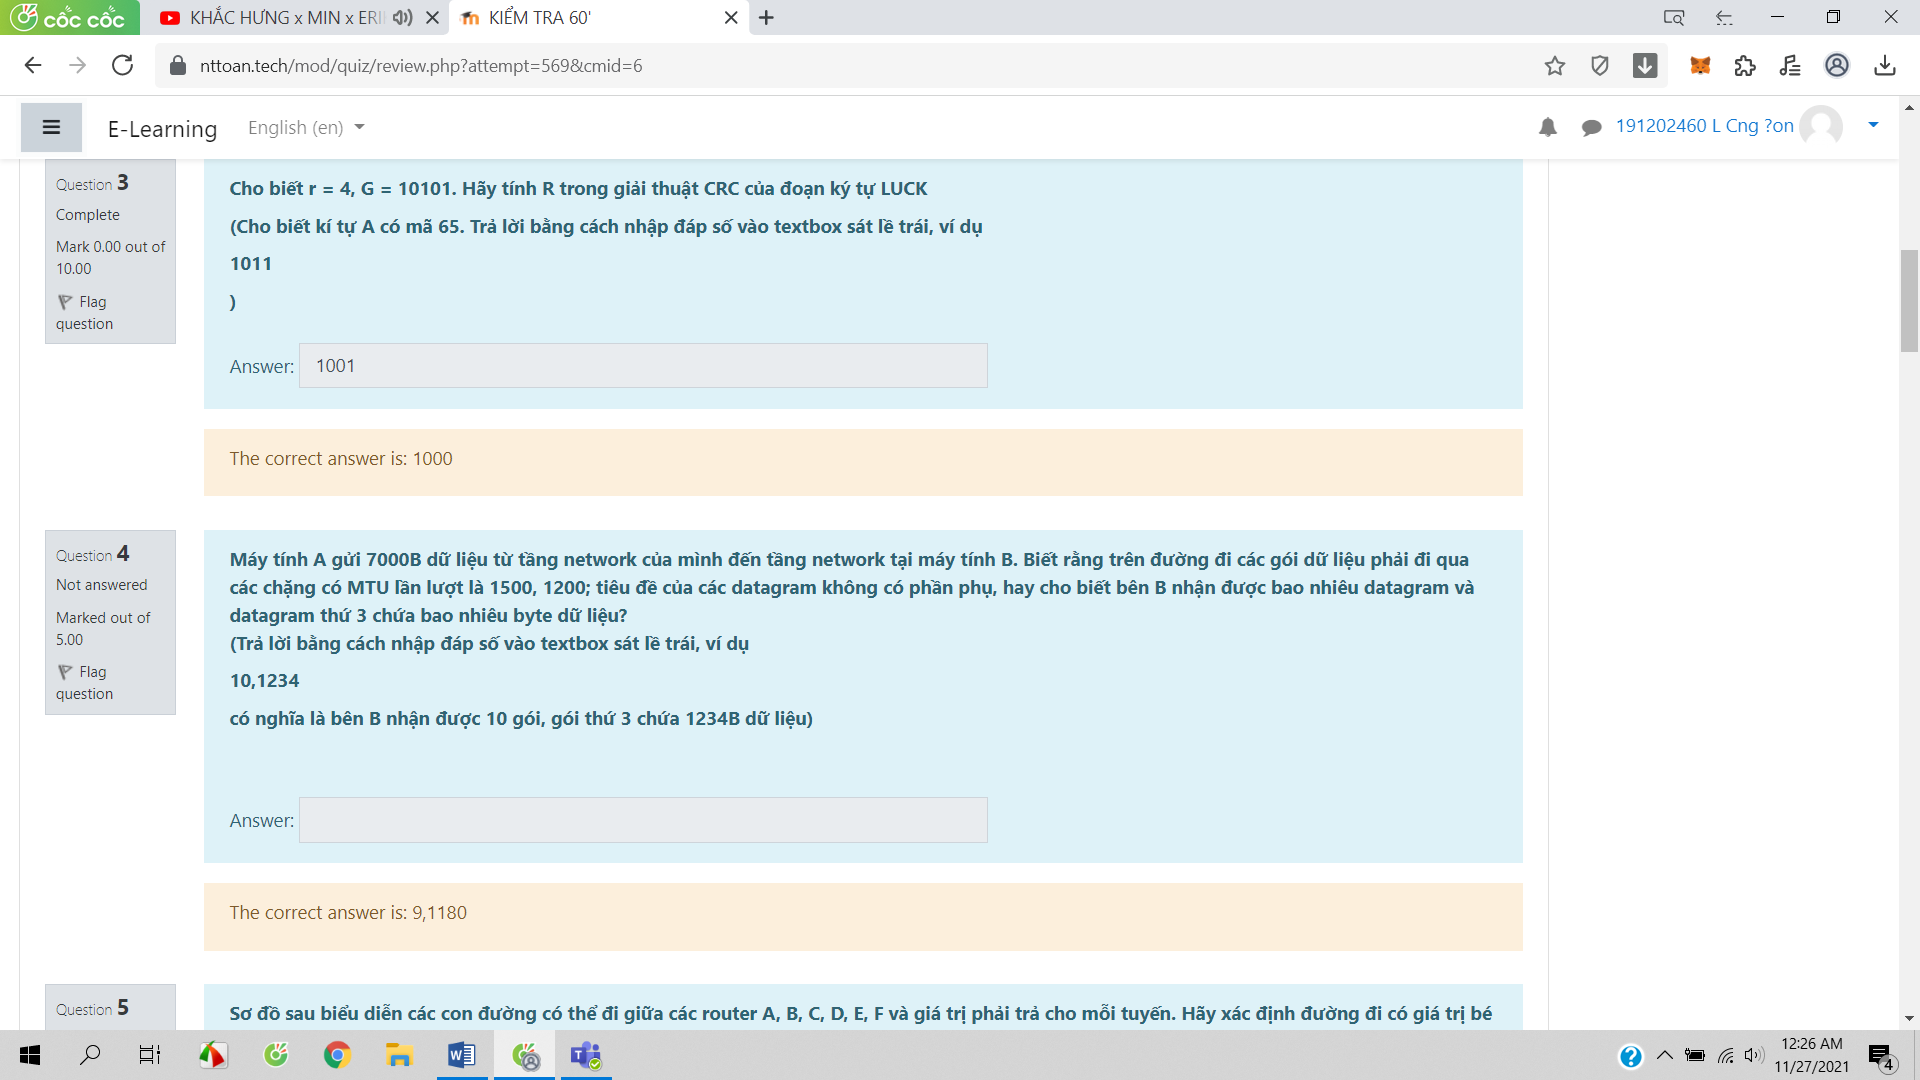 cốc cốc
KHẮC HƯNG x MIN x ERI
KIỂM TRA 60'
nttoan.tech/mod/quiz/review.php?attempt=569&cmid=6
E-Learning
English (en)
191202460 L Cng ?on
Question 3
Complete
Mark 0.00 out of
10.00
Flag
question
Cho biết r = 4, G = 10101. Hãy tính R trong giải thuật CRC của đoạn ký tự LUCK
(Cho biết kí tự A có mã 65. Trả lời bằng cách nhập đáp số vào textbox sát lề trái, ví dụ
1011
)
Answer: 1001
The correct answer is: 1000
Question 4
Not answered
Marked out of
5.00
Flag
question
Máy tính A gửi 7000B dữ liệu từ tầng network của mình đến tầng network tại máy tính B. Biết rằng trên đường đi các gói dữ liệu phải đi qua
các chặng có MTU lần lượt là 1500, 1200; tiêu đề của các datagram không có phần phụ, hay cho biết bên B nhận được bao nhiêu datagram và
datagram thứ 3 chứa bao nhiêu byte dữ liệu?
(Trả lời bằng cách nhập đáp số vào textbox sát lề trái, ví dụ
10,1234
có nghĩa là bên B nhận được 10 gói, gói thứ 3 chứa 1234B dữ liệu)
Answer:
The correct answer is: 9,1180
Question 5
Sơ đồ sau biểu diễn các con đường có thể đi giữa các router A, B, C, D, E, F và giá trị phải trả cho mỗi tuyến. Hãy xác định đường đi có giá trị bé
12:26 AM
11/27/2021
4